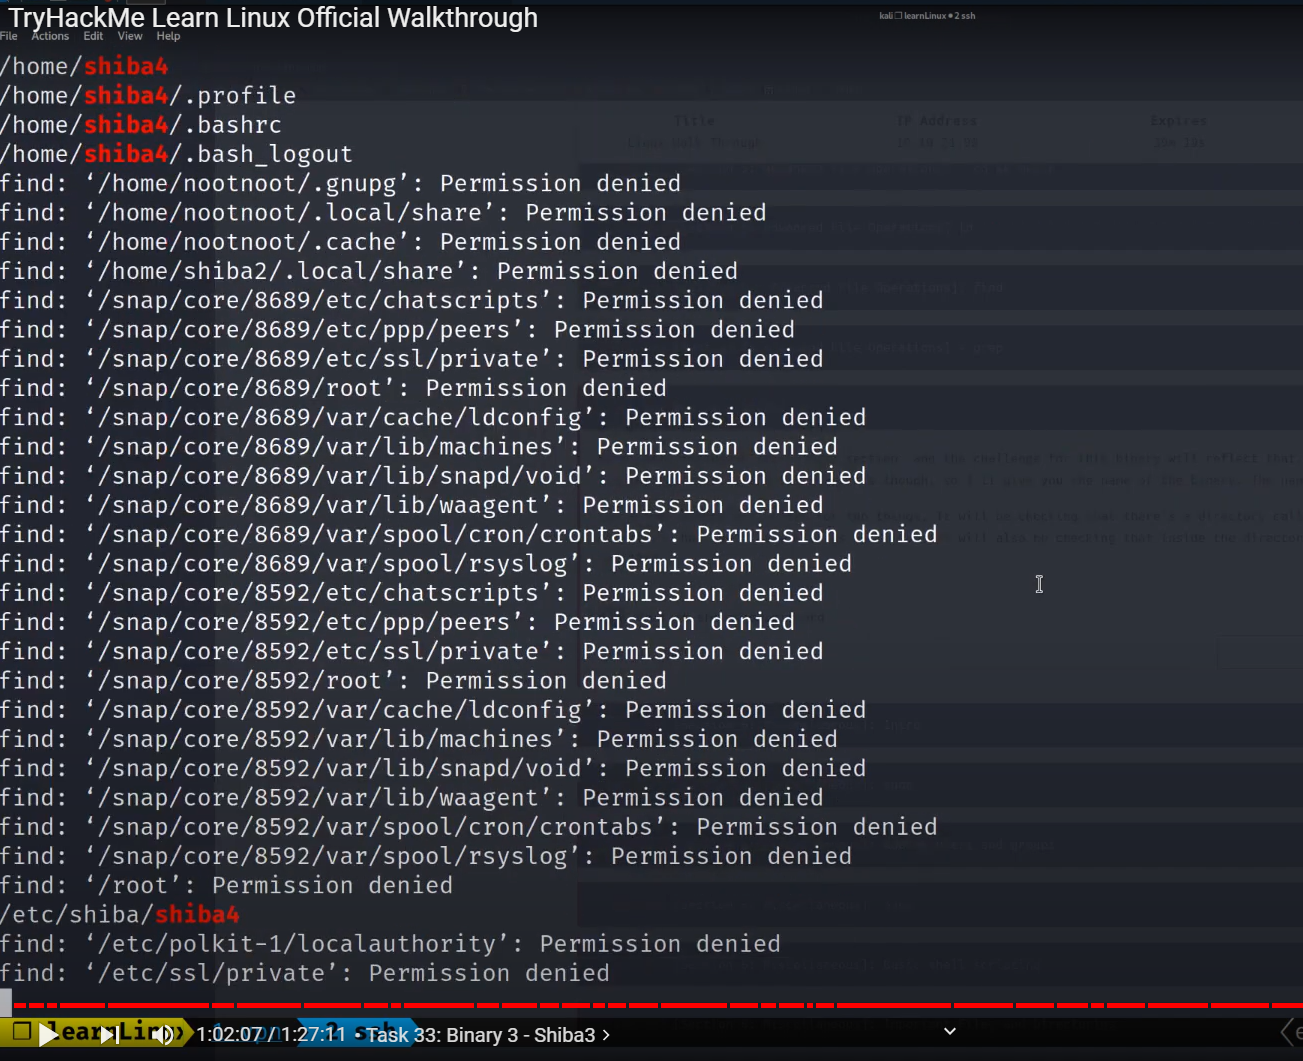 TryHackMe Learn Linux Official Walkthrough
kali learnLinux 2 ssh
File Actions Edit View Help
/home/shiba4
/home/shiba4/.profile
/home/shiba4/.bashrc
/home/shiba4/.bash_logout
find: ‘/home/nootnoot/.gnupg’: Permission denied
find: ‘/home/nootnoot/.local/share’: Permission denied
find: ‘/home/nootnoot/.cache’: Permission denied
find: ‘/home/shiba2/.local/share’: Permission denied
find: ‘/snap/core/8689/etc/chatscripts’: Permission denied
find: ‘/snap/core/8689/etc/ppp/peers’: Permission denied
find: ‘/snap/core/8689/etc/ssl/private’: Permission denied
find: ‘/snap/core/8689/root’: Permission denied
find: ‘/snap/core/8689/var/cache/ldconfig’: Permission denied
find: ‘/snap/core/8689/var/lib/machines’: Permission denied
find: ‘/snap/core/8689/var/lib/snapd/void’: Permission denied
find: ‘/snap/core/8689/var/lib/waagent’: Permission denied
find: ‘/snap/core/8689/var/spool/cron/crontabs’: Permission denied
find: ‘/snap/core/8689/var/spool/rsyslog’: Permission denied
find: ‘/snap/core/8592/etc/chatscripts’: Permission denied
find: ‘/snap/core/8592/etc/ppp/peers’: Permission denied
find: ‘/snap/core/8592/etc/ssl/private’: Permission denied
find: ‘/snap/core/8592/root’: Permission denied
find: ‘/snap/core/8592/var/cache/ldconfig’: Permission denied
find: ‘/snap/core/8592/var/lib/machines’: Permission denied
find: ‘/snap/core/8592/var/lib/snapd/void’: Permission denied
find: ‘/snap/core/8592/var/lib/waagent’: Permission denied
find: ‘/snap/core/8592/var/spool/cron/crontabs’: Permission denied
find: ‘/snap/core/8592/var/spool/rsyslog’: Permission denied
find: ‘/root’: Permission denied
/etc/shiba/shiba4
find: ‘/etc/polkit-1/localauthority’: Permission denied
find: ‘/etc/ssl/private’: Permission denied
learnLinux 2 ssh
1:02:07 / 1:27:11 • Task 33: Binary 3 - Shiba3 >